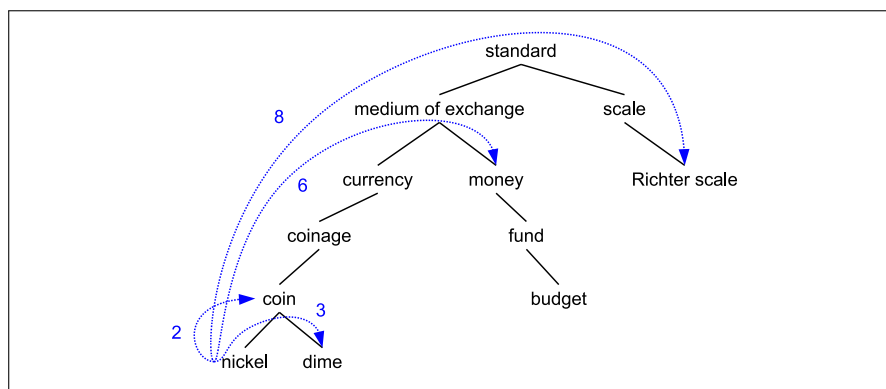 standard
8
medium of exchange
scale
6
currency
money
Richter scale
coinage
fund
coin
3
budget
2
nickel
dime